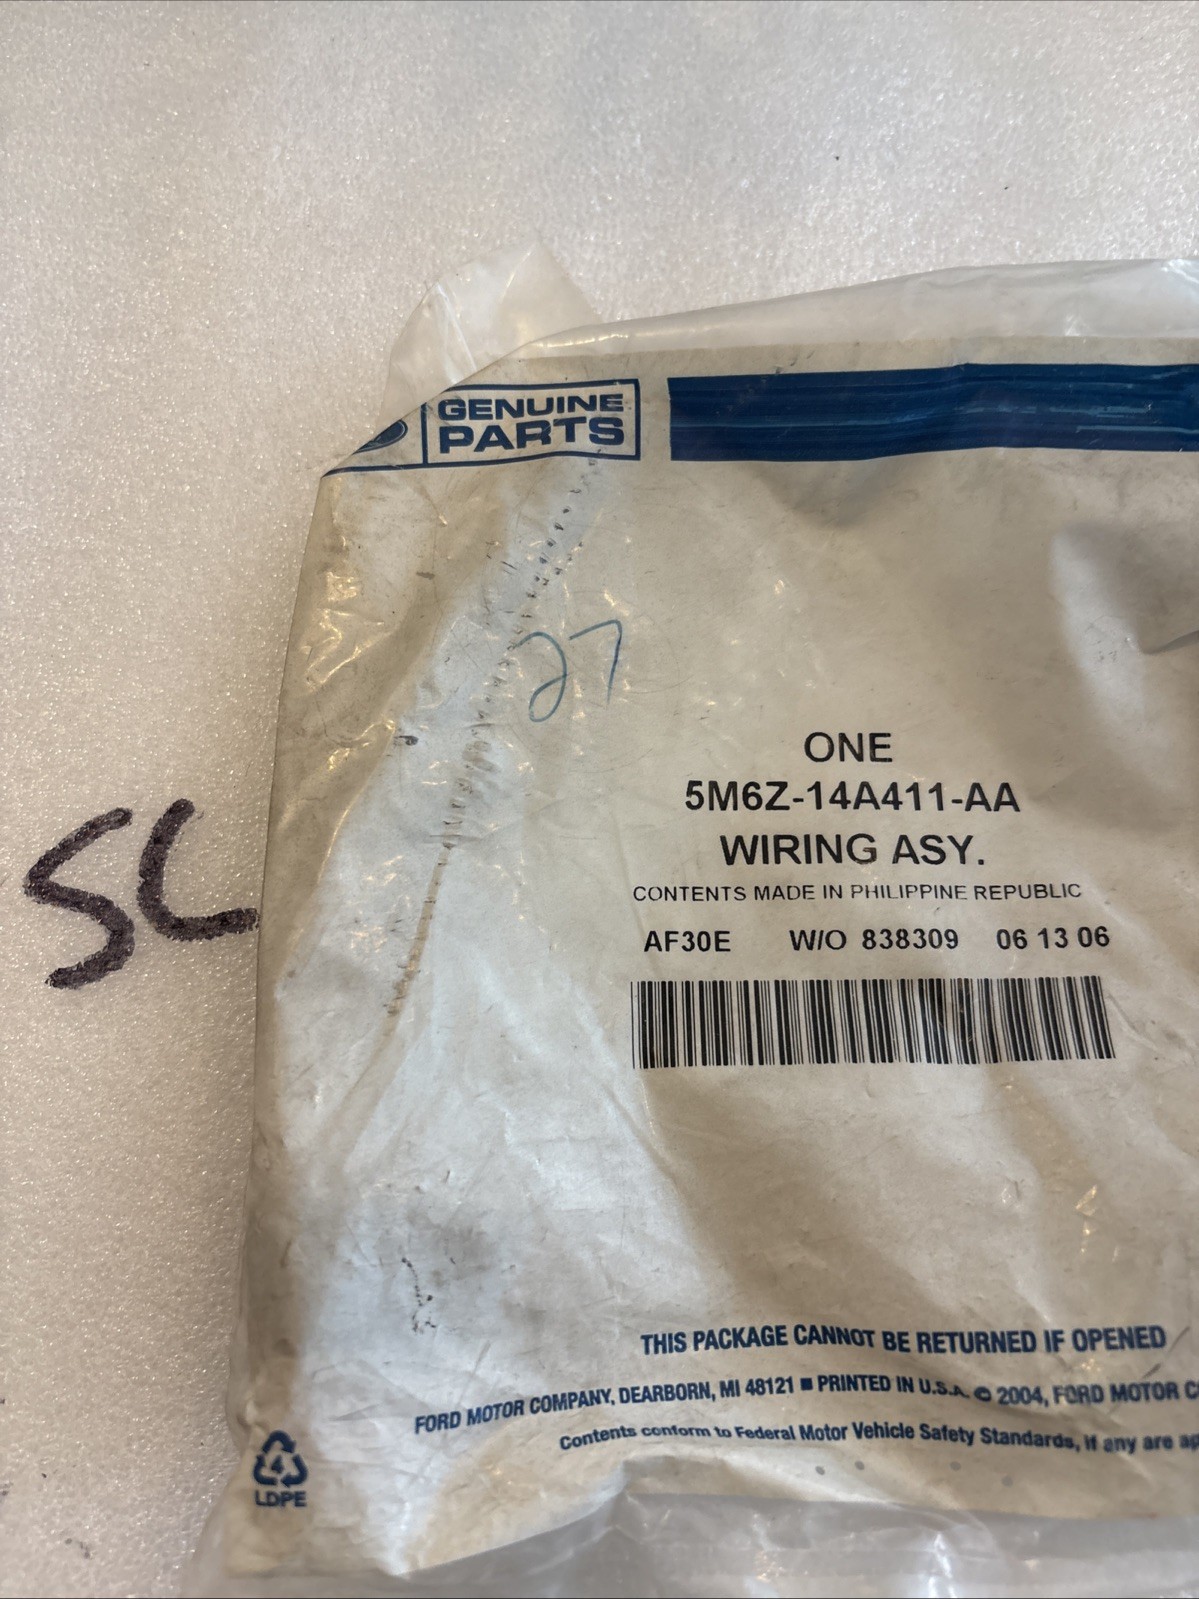 GENUINE
PARTS
27
ONE
5M6Z-14A411-AA
WIRING ASY.
CONTENTS MADE IN PHILIPPINE REPUBLIC
AF30E W/O 838309 06 13 06
SC
THIS PACKAGE CANNOT BE RETURNED IF OPENED
FORD MOTOR COMPANY, DEARBORN, MI 48121 ■ PRINTED IN U.S.A. © 2004, FORD MOTOR
Contents conform to Federal Motor Vehicle Safety Standards, if any are
4
LDPE